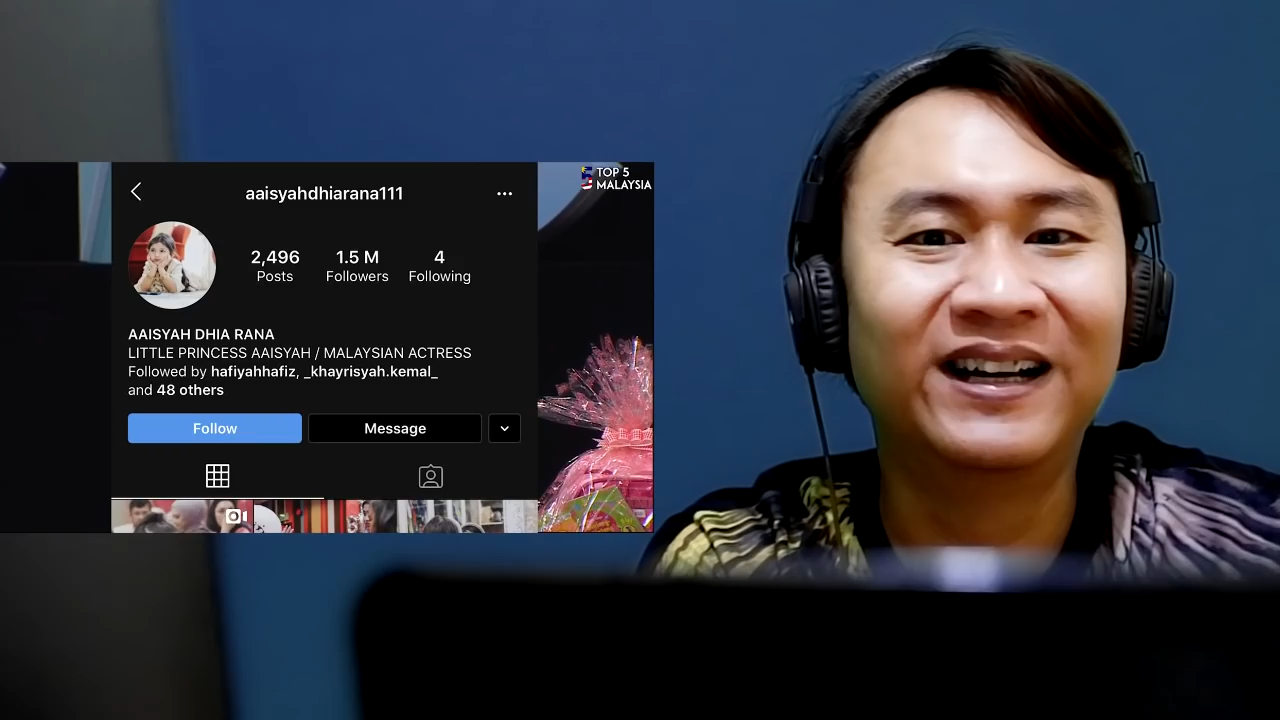 aaisyahdhiarana111
2,496 1.5 M 4
Posts Followers Following
AAISYAH DHIA RANA
LITTLE PRINCESS AAISYAH / MALAYSIAN ACTRESS
Followed by hafiyahhafiz, _khayrisyah.kemal_
and 48 others
Follow Message
TOP 5
MALAYSIA